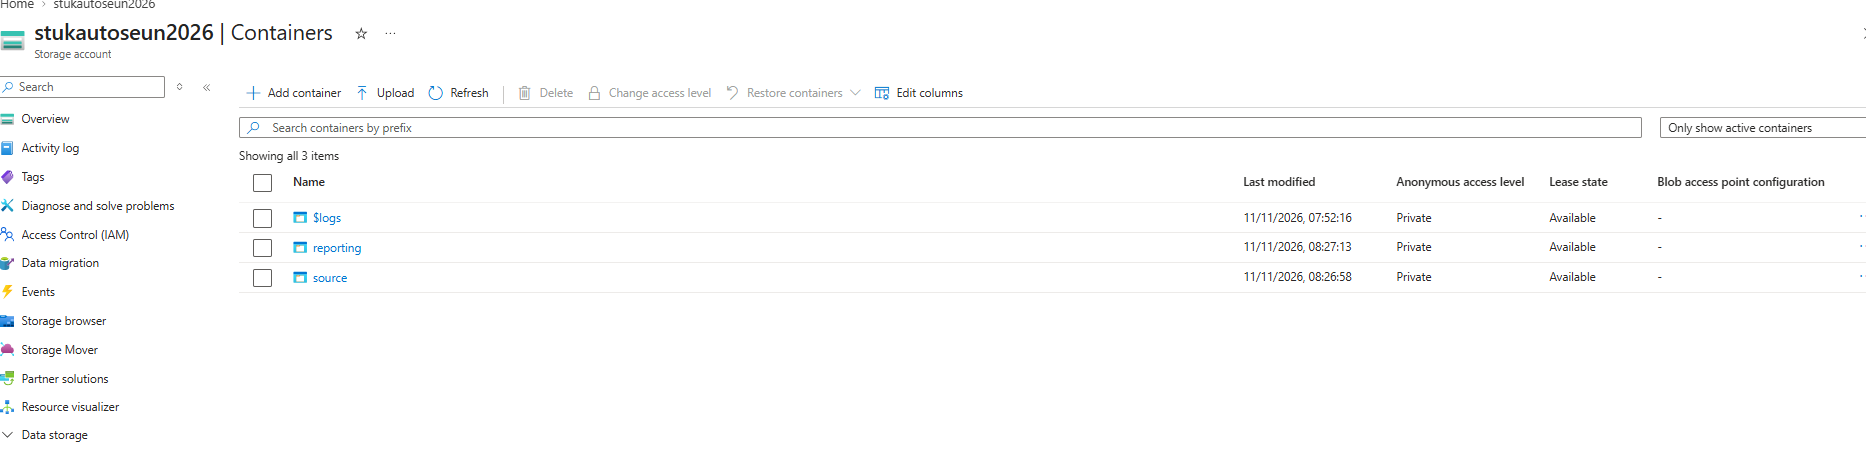 Home > stukautoseun2026
stukautoseun2026 | Containers
Storage account
Search
Add container Upload Refresh Delete Change access level Restore containers Edit columns
Search containers by prefix Only show active containers
Showing all 3 items
Name Last modified Anonymous access level Lease state Blob access point configuration
$logs 11/11/2026, 07:52:16 Private Available -
reporting 11/11/2026, 08:27:13 Private Available -
source 11/11/2026, 08:26:58 Private Available -
Overview
Activity log
Tags
Diagnose and solve problems
Access Control (IAM)
Data migration
Events
Storage browser
Storage Mover
Partner solutions
Resource visualizer
Data storage